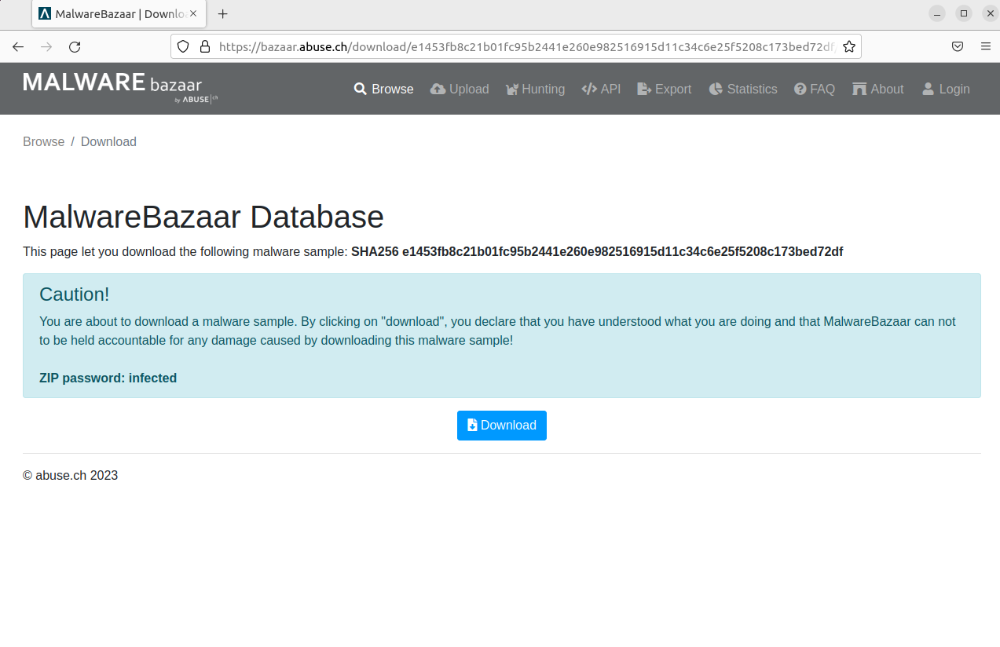 MalwareBazaar | Downlo
https://bazaar.abuse.ch/download/e1453fb8c21b01fc95b2441e260e982516915d11c34c6e25f5208c173bed72df/
MALWARE bazaar
by ABUSE|ch
Browse Upload Hunting API Export Statistics FAQ About Login
Browse / Download
MalwareBazaar Database
This page let you download the following malware sample: SHA256 e1453fb8c21b01fc95b2441e260e982516915d11c34c6e25f5208c173bed72df
Caution!
You are about to download a malware sample. By clicking on "download", you declare that you have understood what you are doing and that MalwareBazaar can not
to be held accountable for any damage caused by downloading this malware sample!
ZIP password: infected
Download
© abuse.ch 2023